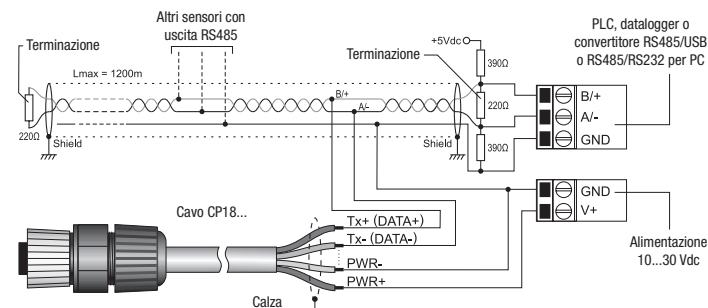 Altri sensori con
uscita RS485
PLC, datalogger o
convertitore RS485/USB
o RS485/RS232 per PC
+5Vdc
Terminazione
Terminazione
390Ω
Lmax = 1200m
B/+
B/+
220Ω
A/-
A/-
220Ω
GND
390Ω
Shield
Shield
GND
Cavo CP18...
V+
Tx+ (DATA+)
Tx- (DATA-)
Alimentazione
10...30 Vdc
PWR-
PWR+
Calza